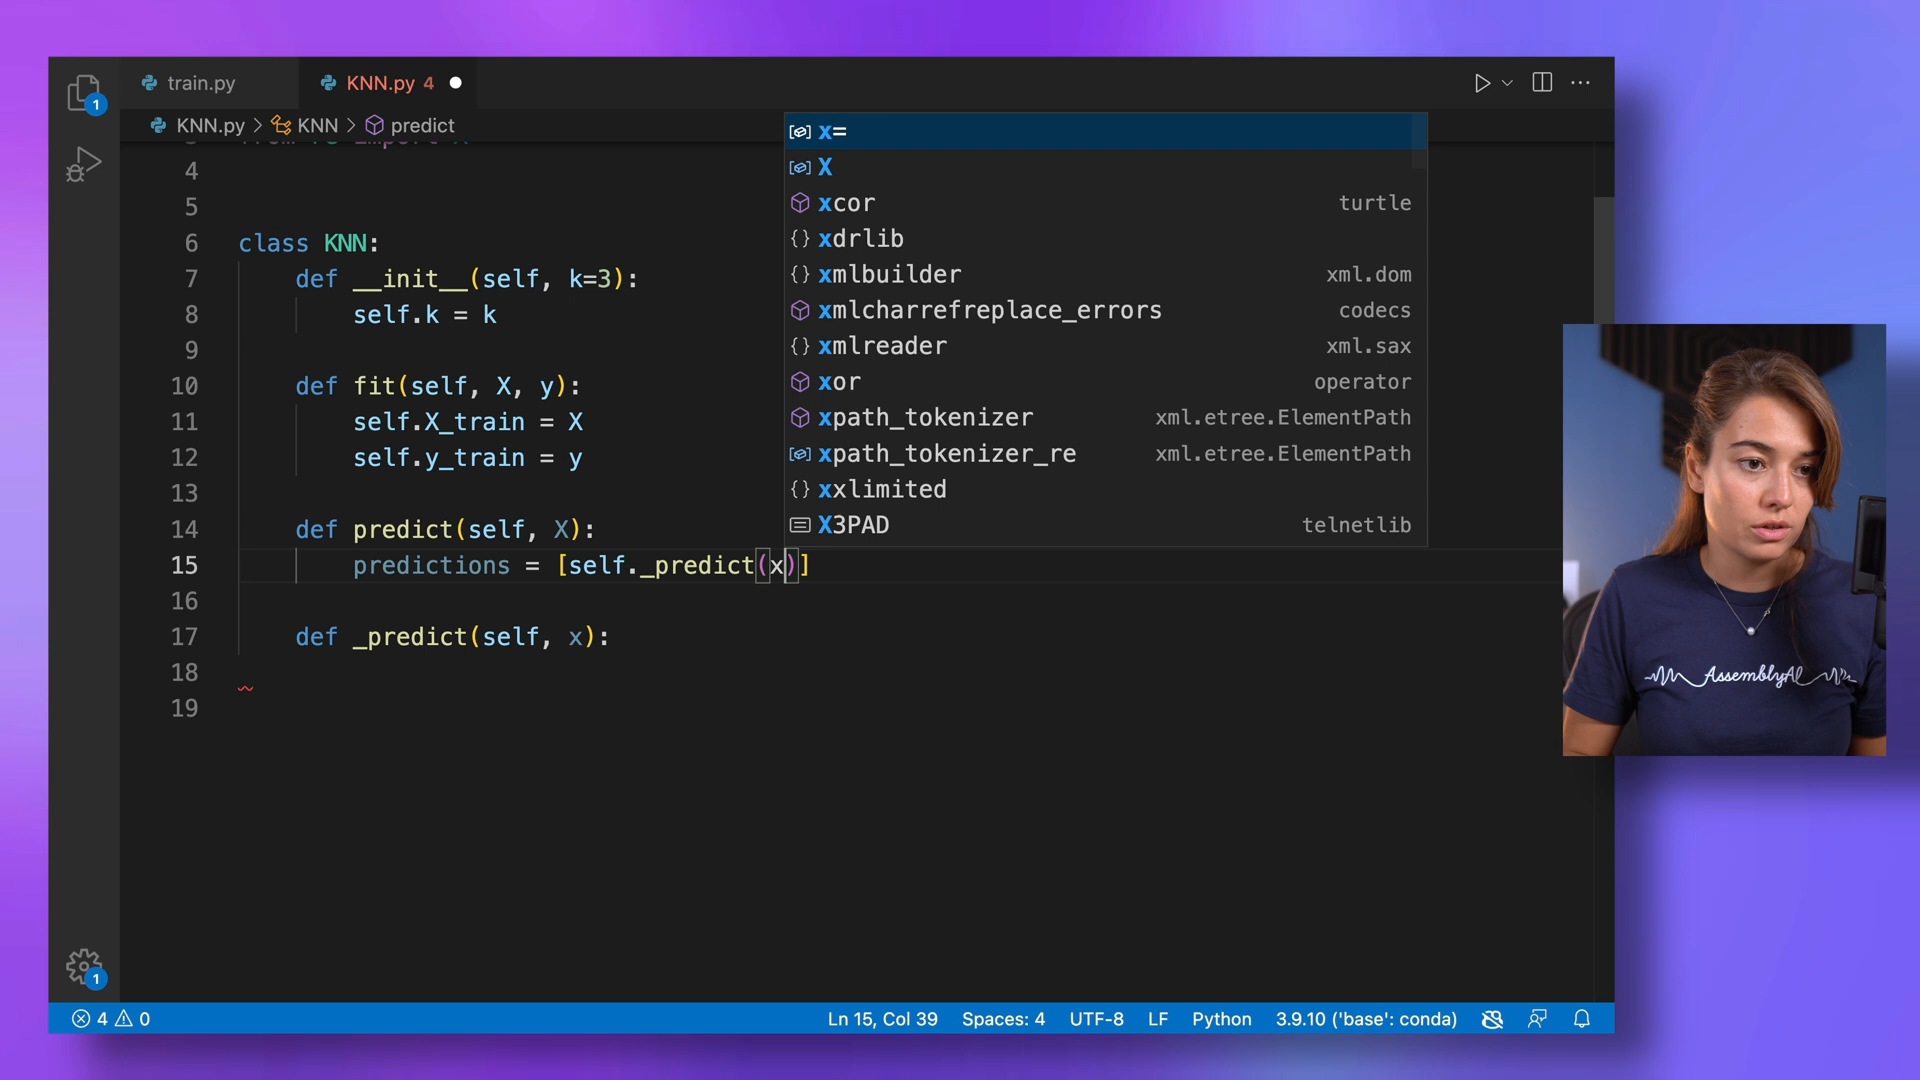 train.py
KNN.py 4
KNN.py > KNN > predict
4
5
6 class KNN:
7 def __init__(self, k=3):
8 self.k = k
9
10 def fit(self, X, y):
11 self.X_train = X
12 self.y_train = y
13
14 def predict(self, X):
15 predictions = [self._predict(x)]
16
17 def _predict(self, x):
18
19
x=
X
xcor turtle
xdrlib
xmlbuilder xml.dom
xmlcharrefreplace_errors codecs
xmlreader xml.sax
xor operator
xpath_tokenizer xml.etree.ElementPath
xpath_tokenizer_re xml.etree.ElementPath
xxlimited
X3PAD telnetlib
1
1
AssemblyAI
4 0 Ln 15, Col 39 Spaces: 4 UTF-8 LF Python 3.9.10 ('base': conda)